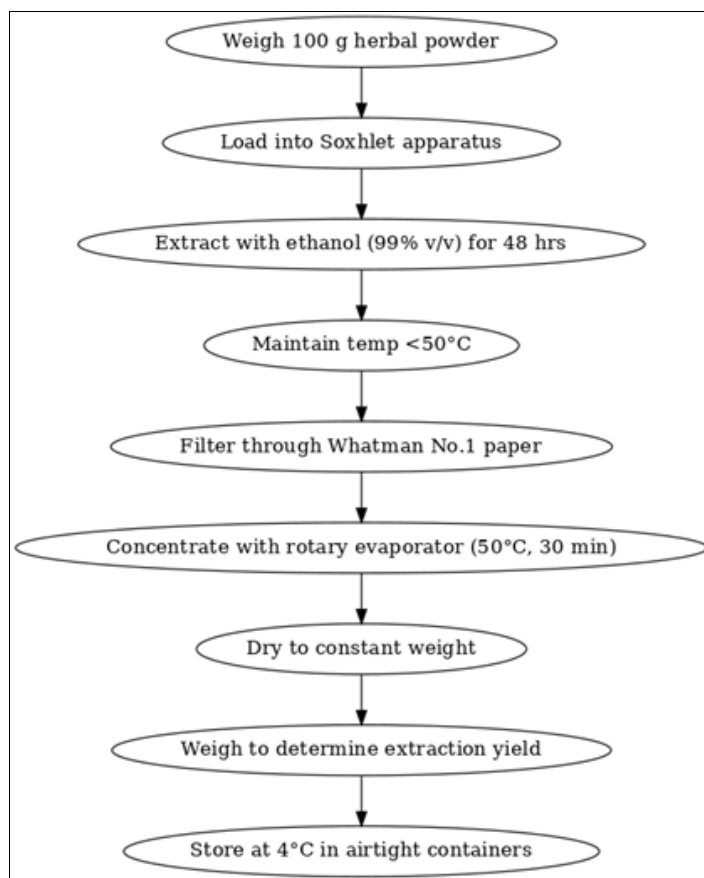 Weigh 100 g herbal powder
Load into Soxhlet apparatus
Extract with ethanol (99% v/v) for 48 hrs
Maintain temp <50°C
Filter through Whatman No.1 paper
Concentrate with rotary evaporator (50°C, 30 min)
Dry to constant weight
Weigh to determine extraction yield
Store at 4°C in airtight containers